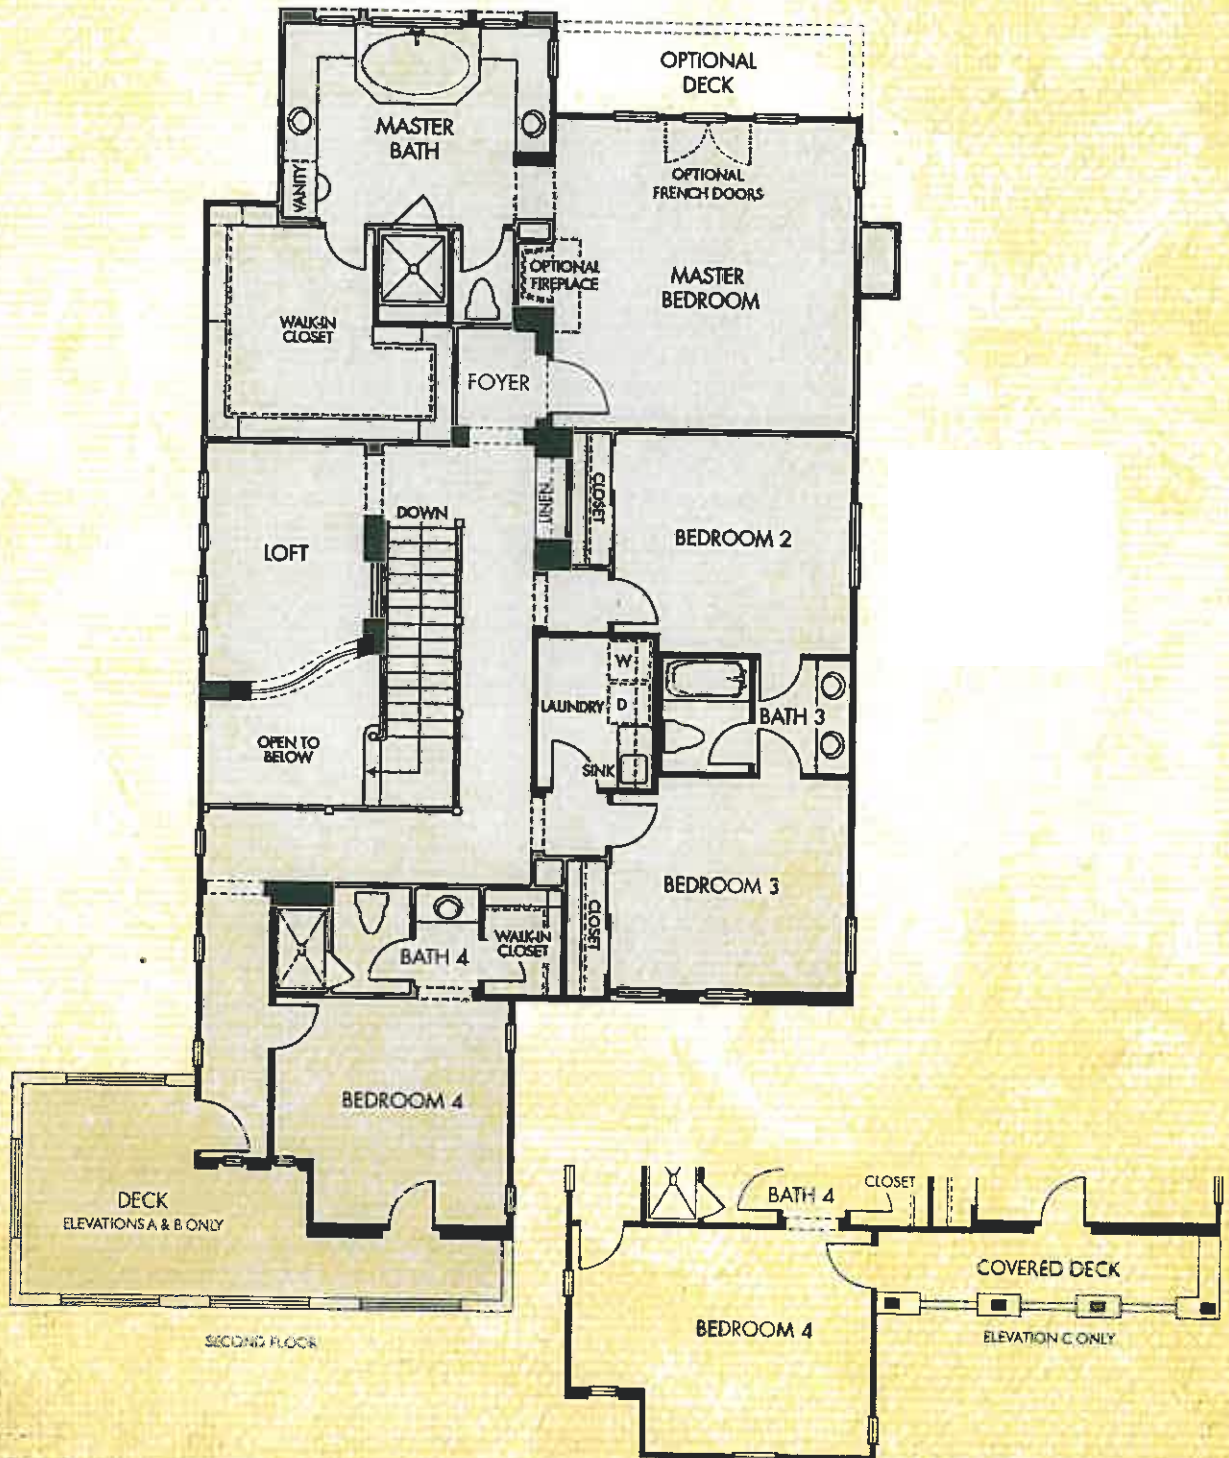 OPTIONAL
DECK
MASTER
BATH
VANITY
OPTIONAL
FRENCH DOORS
OPTIONAL
FIREPLACE
MASTER
BEDROOM
WALK-IN
CLOSET
FOYER
LINEN
CLOSET
DOWN
LOFT
BEDROOM 2
W
LAUNDRY
D
BATH 3
OPEN TO
BELOW
SINK
BEDROOM 3
CLOSET
WALK-IN
CLOSET
BATH 4
BEDROOM 4
DECK
ELEVATIONS A & B ONLY
SECOND FLOOR
CLOSET
BATH 4
COVERED DECK
BEDROOM 4
ELEVATION C ONLY